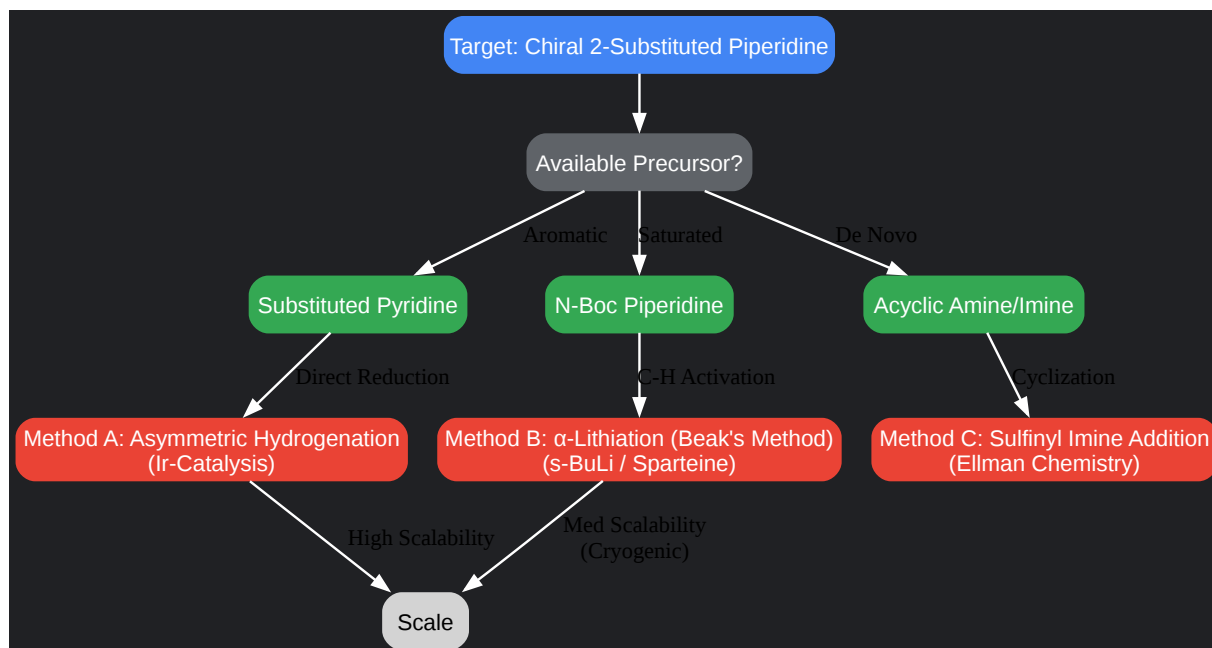 Target: Chiral 2-Substituted Piperidine
Available Precursor?
Aromatic
Saturated
De Novo
Substituted Pyridine
N-Boc Piperidine
Acyclic Amine/Imine
Direct Reduction
C-H Activation
Cyclization
Method A: Asymmetric Hydrogenation
(Ir-Catalysis)
Method B: α-Lithiation (Beak's Method)
(s-BuLi / Sparteine)
Method C: Sulfinyl Imine Addition
(Ellman Chemistry)
High Scalability
Med Scalability
(Cryogenic)
Scale